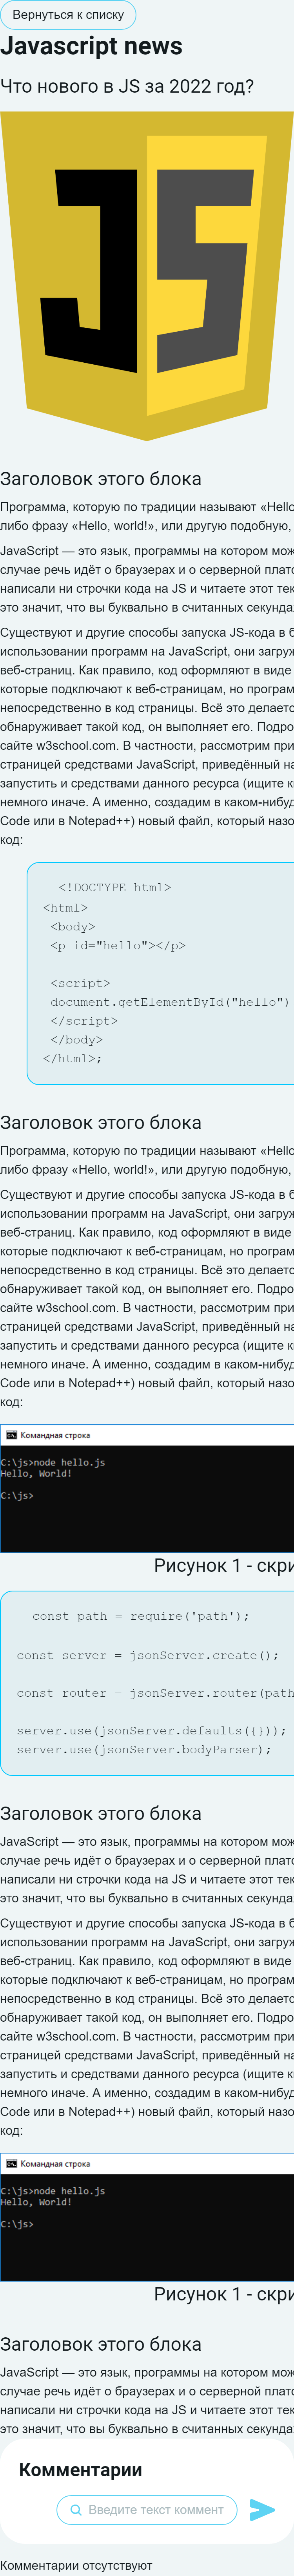 Вернуться к списку
Javascript news
Что нового в JS за 2022 год?
JS
Заголовок этого блока
Программа, которую по традиции называют «Hello
либо фразу «Hello, world!», или другую подобную,
JavaScript — это язык, программы на котором мож
случае речь идёт о браузерах и о серверной плато
написали ни строчки кода на JS и читаете этот тек
это значит, что вы буквально в считанных секунда
Существуют и другие способы запуска JS-кода в б
использовании программ на JavaScript, они загруж
веб-страниц. Как правило, код оформляют в виде
которые подключают к веб-страницам, но програм
непосредственно в код страницы. Всё это делаетс
обнаруживает такой код, он выполняет его. Подро
сайте w3school.com. В частности, рассмотрим при
страницей средствами JavaScript, приведённый на
запустить и средствами данного ресурса (ищите к
немного иначе. А именно, создадим в каком-нибуд
Code или в Notepad++) новый файл, который назо
код:
<!DOCTYPE html>
<html>
<body>
<p id="hello"></p>
<script>
document.getElementById("hello")
</script>
</body>
</html>;
Заголовок этого блока
Программа, которую по традиции называют «Hello
либо фразу «Hello, world!», или другую подобную,
Существуют и другие способы запуска JS-кода в б
использовании программ на JavaScript, они загруж
веб-страниц. Как правило, код оформляют в виде
которые подключают к веб-страницам, но програм
непосредственно в код страницы. Всё это делаетс
обнаруживает такой код, он выполняет его. Подро
сайте w3school.com. В частности, рассмотрим при
страницей средствами JavaScript, приведённый на
запустить и средствами данного ресурса (ищите к
немного иначе. А именно, создадим в каком-нибуд
Code или в Notepad++) новый файл, который назо
код:
Командная строка
C:\js>node hello.js
Hello, World!
C:\js>
Рисунок 1 - скри
const path = require('path');
const server = jsonServer.create();
const router = jsonServer.router(path
server.use(jsonServer.defaults({}));
server.use(jsonServer.bodyParser);
Заголовок этого блока
JavaScript — это язык, программы на котором мож
случае речь идёт о браузерах и о серверной плато
написали ни строчки кода на JS и читаете этот тек
это значит, что вы буквально в считанных секунда
Существуют и другие способы запуска JS-кода в б
использовании программ на JavaScript, они загруж
веб-страниц. Как правило, код оформляют в виде
которые подключают к веб-страницам, но програм
непосредственно в код страницы. Всё это делаетс
обнаруживает такой код, он выполняет его. Подро
сайте w3school.com. В частности, рассмотрим при
страницей средствами JavaScript, приведённый на
запустить и средствами данного ресурса (ищите к
немного иначе. А именно, создадим в каком-нибуд
Code или в Notepad++) новый файл, который назо
код:
Командная строка
C:\js>node hello.js
Hello, World!
C:\js>
Рисунок 1 - скри
Заголовок этого блока
JavaScript — это язык, программы на котором мож
случае речь идёт о браузерах и о серверной плато
написали ни строчки кода на JS и читаете этот тек
это значит, что вы буквально в считанных секунда
Комментарии
Введите текст коммент
Комментарии отсутствуют